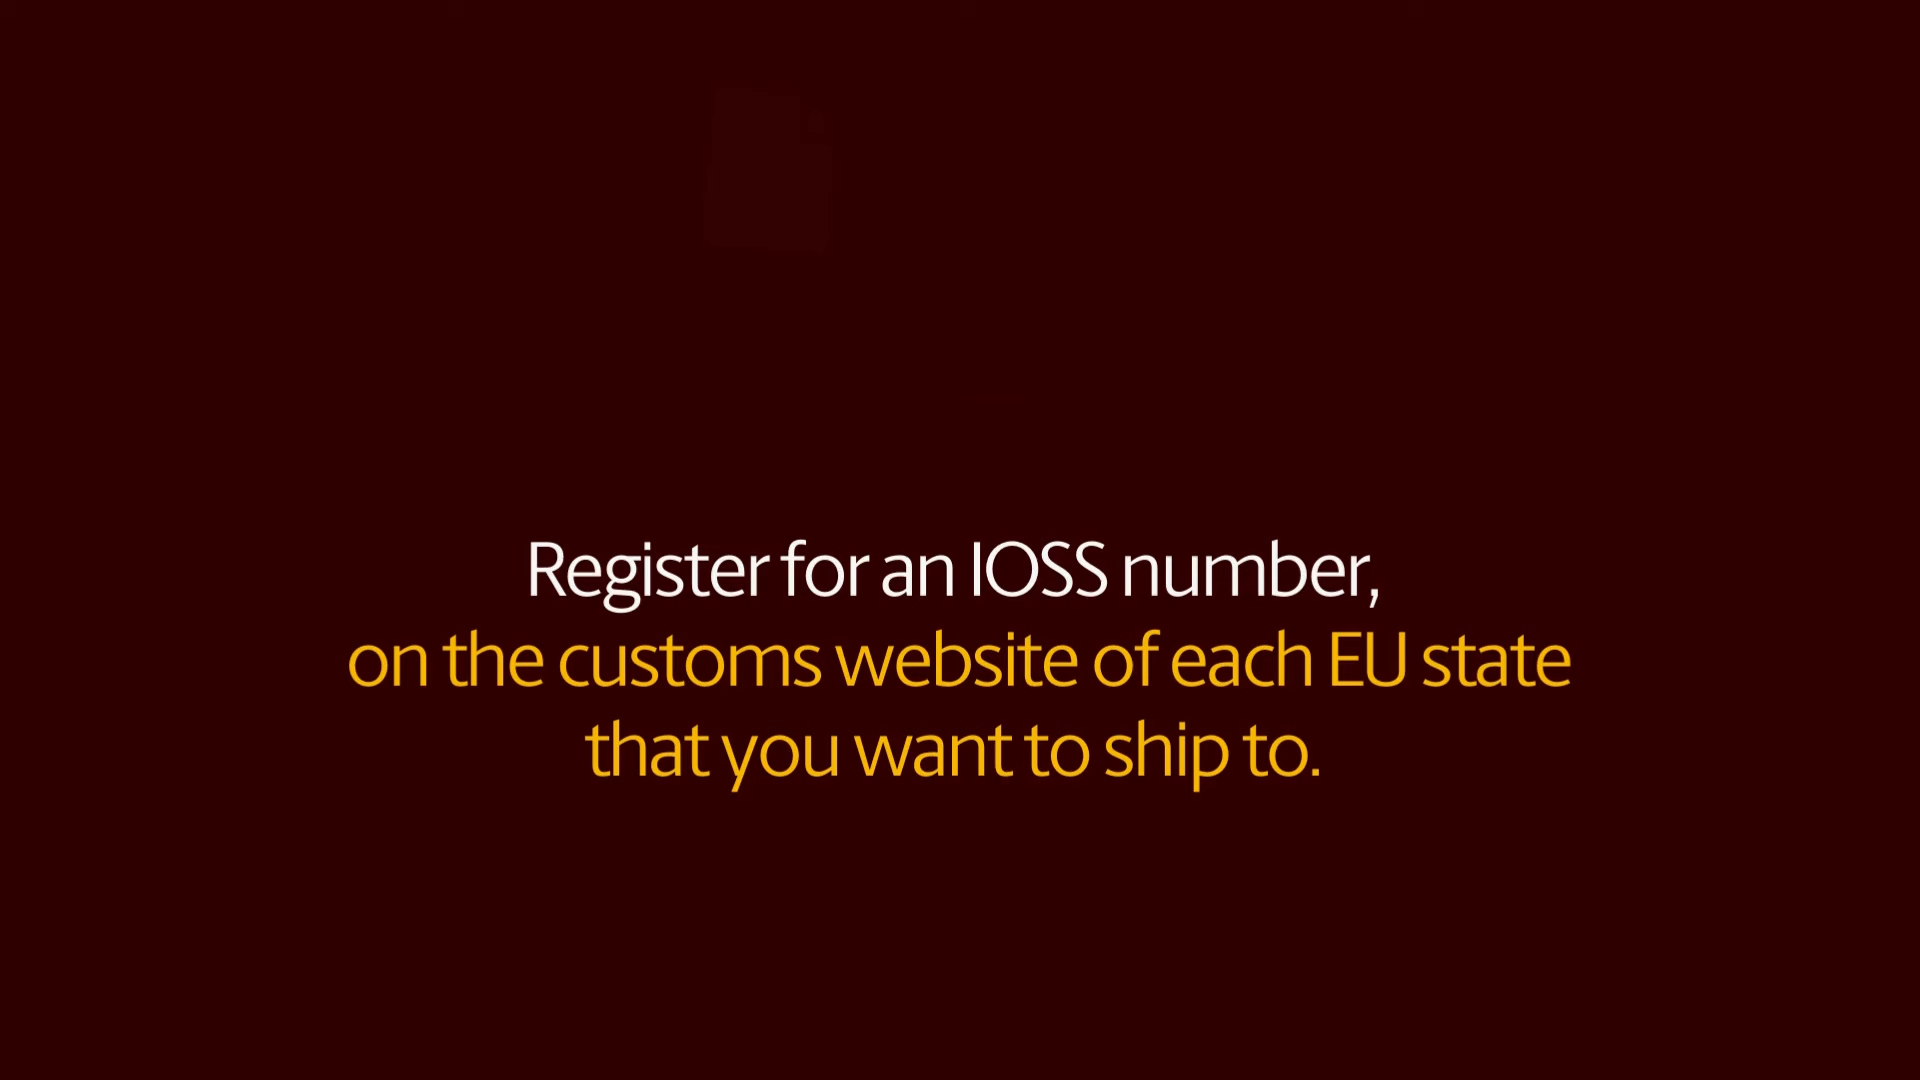 Register for an IOSS number,
on the customs website of each EU state
that you want to ship to.